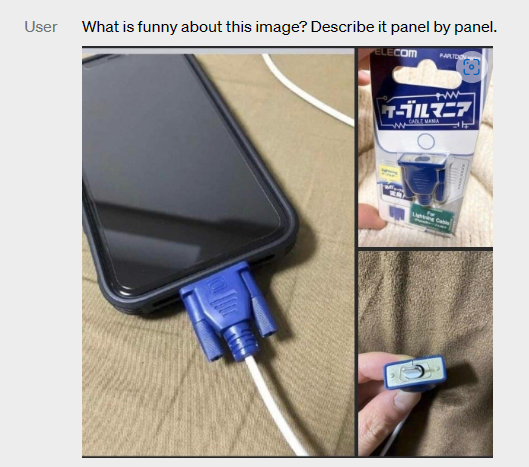 User
What is funny about this image? Describe it panel by panel.
ELECOM
ケーブルマニア
CABLE MANIA
For
Lightning Cable